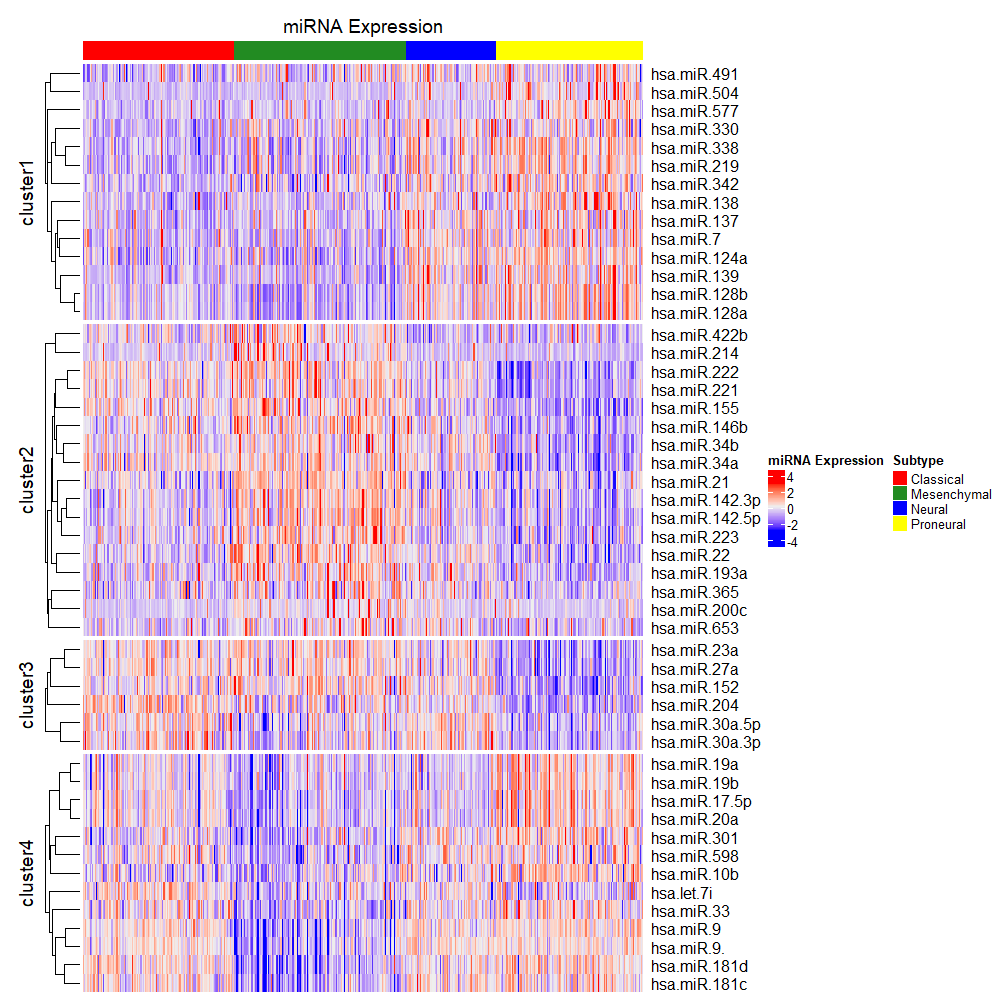 miRNA Expression
cluster1
hsa.miR.491
hsa.miR.504
hsa.miR.577
hsa.miR.330
hsa.miR.338
hsa.miR.219
hsa.miR.342
hsa.miR.138
hsa.miR.137
hsa.miR.7
hsa.miR.124a
hsa.miR.139
hsa.miR.128b
hsa.miR.128a
cluster2
hsa.miR.422b
hsa.miR.214
hsa.miR.222
hsa.miR.221
hsa.miR.155
hsa.miR.146b
hsa.miR.34b
hsa.miR.34a
hsa.miR.21
hsa.miR.142.3p
hsa.miR.142.5p
hsa.miR.223
hsa.miR.22
hsa.miR.193a
hsa.miR.365
hsa.miR.200c
hsa.miR.653
cluster3
hsa.miR.23a
hsa.miR.27a
hsa.miR.152
hsa.miR.204
hsa.miR.30a.5p
hsa.miR.30a.3p
cluster4
hsa.miR.19a
hsa.miR.19b
hsa.miR.17.5p
hsa.miR.20a
hsa.miR.301
hsa.miR.598
hsa.miR.10b
hsa.let.7i
hsa.miR.33
hsa.miR.9
hsa.miR.9.
hsa.miR.181d
hsa.miR.181c
miRNA Expression
4
2
0
-2
-4
Subtype
Classical
Mesenchymal
Neural
Proneural